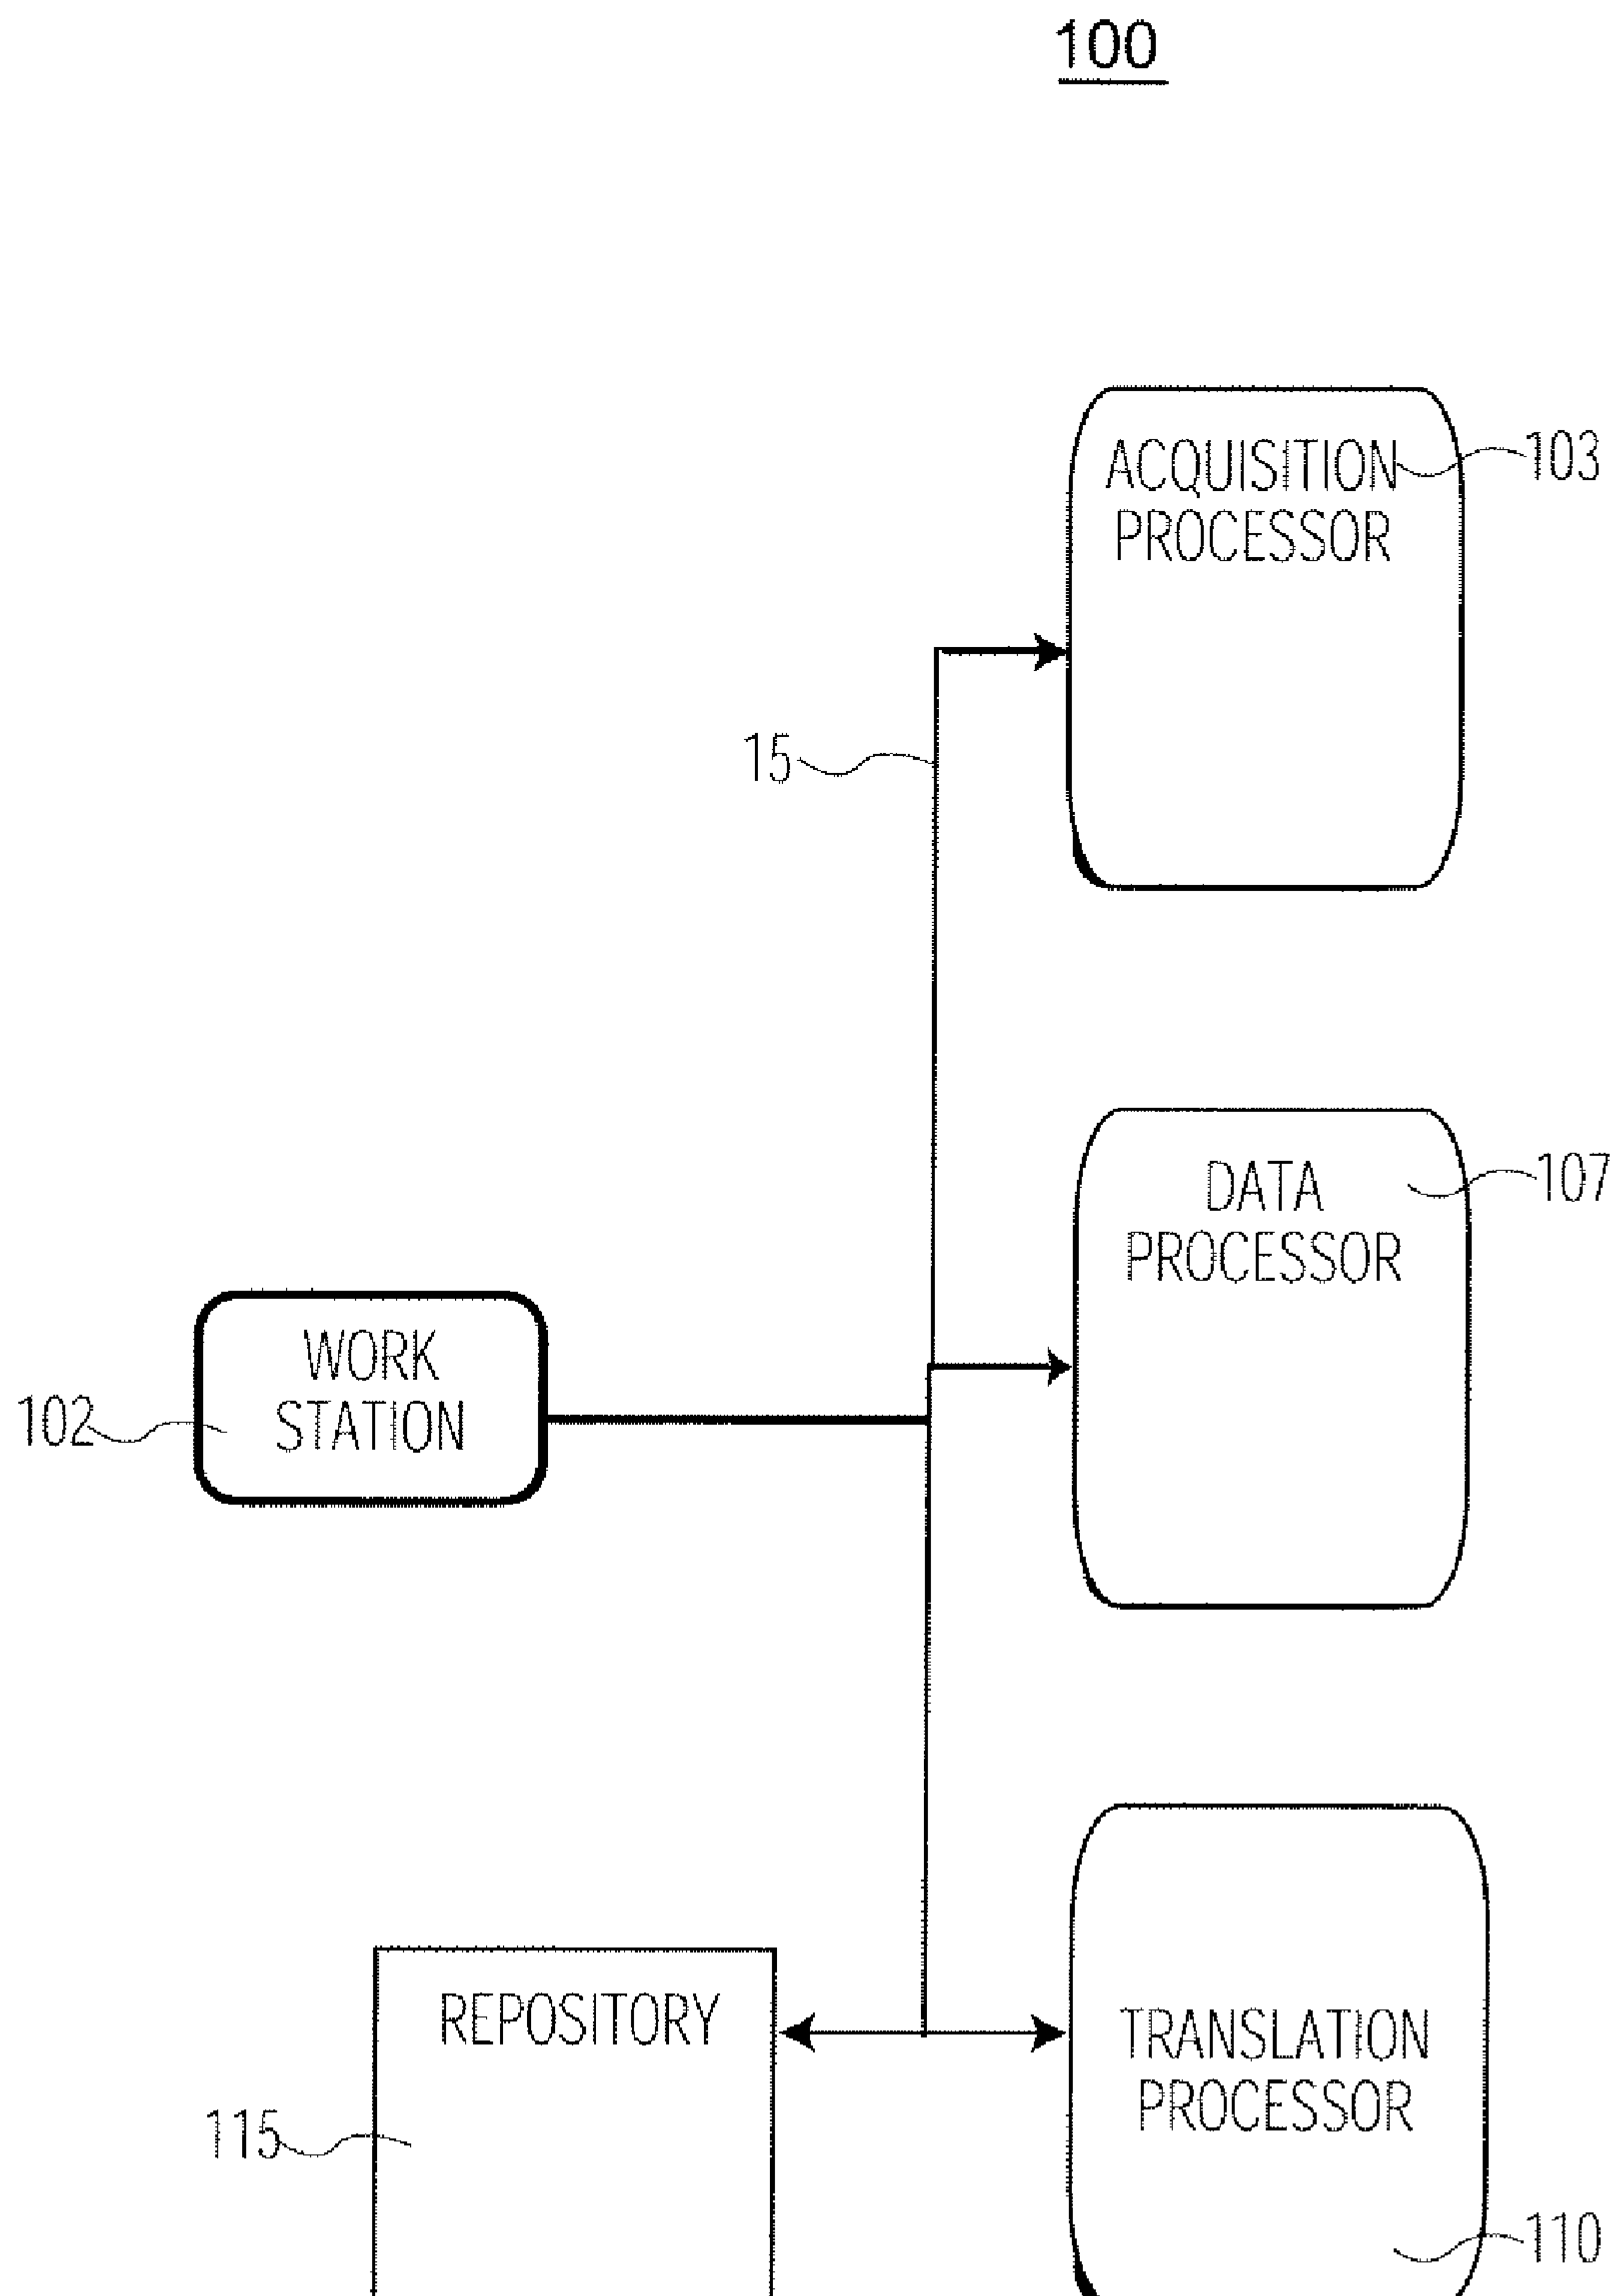 100
ACQUISITION
PROCESSOR
103
15
DATA
PROCESSOR
107
WORK
STATION
102
REPOSITORY
115
TRANSLATION
PROCESSOR
110